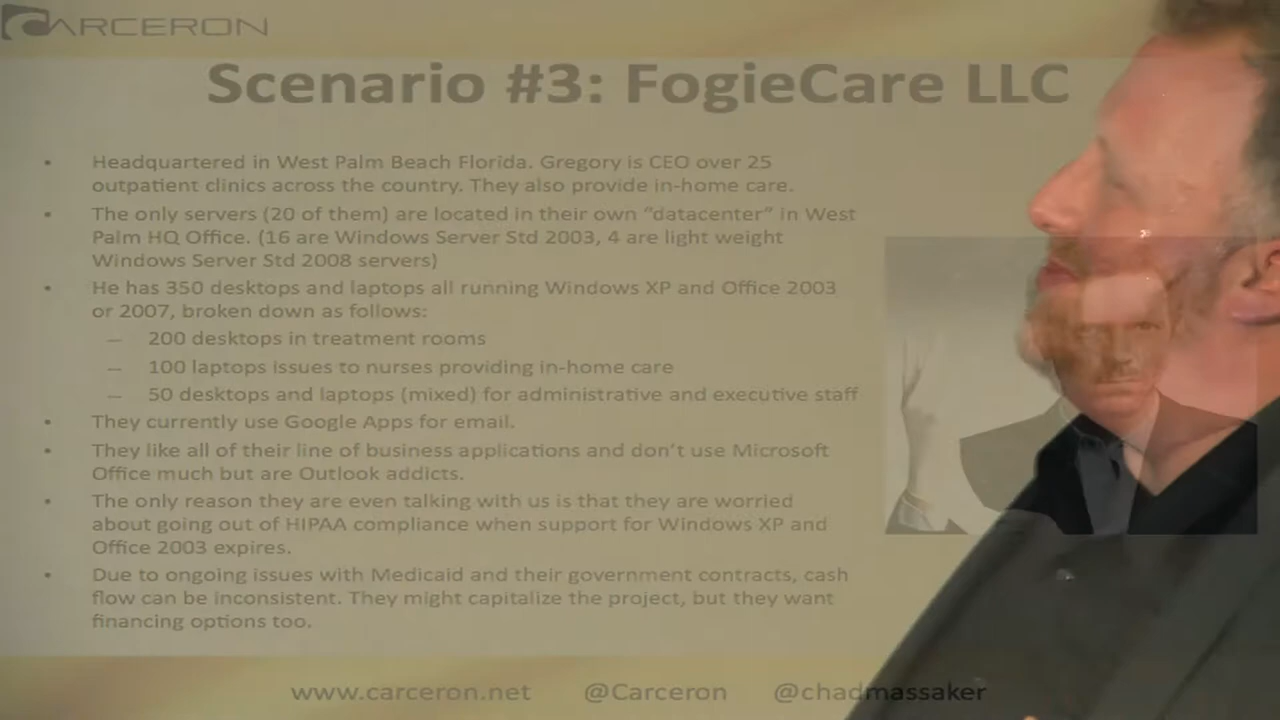 CARCERON
Scenario #3: FogieCare LLC
• Headquartered in West Palm Beach Florida. Gregory is CEO over 25
outpatient clinics across the country. They also provide in-home care.
• The only servers (20 of them) are located in their own “datacenter” in West
Palm HQ Office. (16 are Windows Server Std 2003, 4 are light weight
Windows Server Std 2008 servers)
• He has 350 desktops and laptops all running Windows XP and Office 2003
or 2007, broken down as follows:
– 200 desktops in treatment rooms
– 100 laptops issues to nurses providing in-home care
– 50 desktops and laptops (mixed) for administrative and executive staff
• They currently use Google Apps for email.
• They like all of their line of business applications and don’t use Microsoft
Office much but are Outlook addicts.
• The only reason they are even talking with us is that they are worried
about going out of HIPAA compliance when support for Windows XP and
Office 2003 expires.
• Due to ongoing issues with Medicaid and their government contracts, cash
flow can be inconsistent. They might capitalize the project, but they want
financing options too.
www.carceron.net @Carceron @chadmassaker